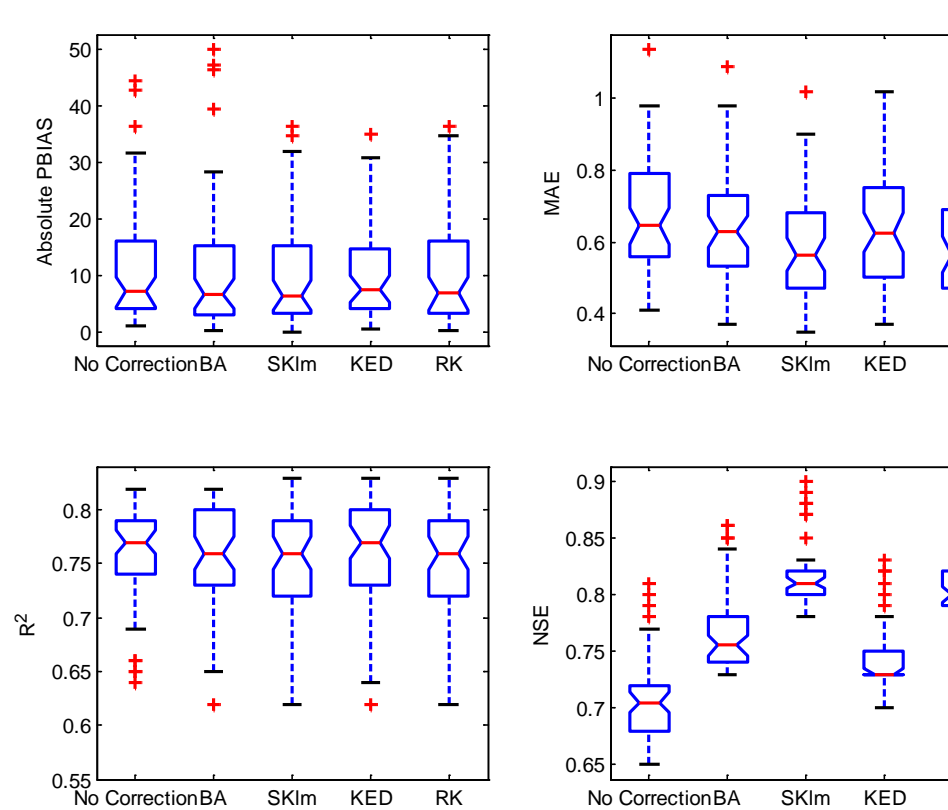 50
40
30
20
10
0
Absolute PBIAS
No Correction BA SKlm KED RK
1
0.8
0.6
0.4
MAE
No Correction BA SKlm KED
0.8
0.75
0.7
0.65
0.6
0.55
R²
No Correction BA SKlm KED RK
0.9
0.85
0.8
0.75
0.7
0.65
NSE
No Correction BA SKlm KED